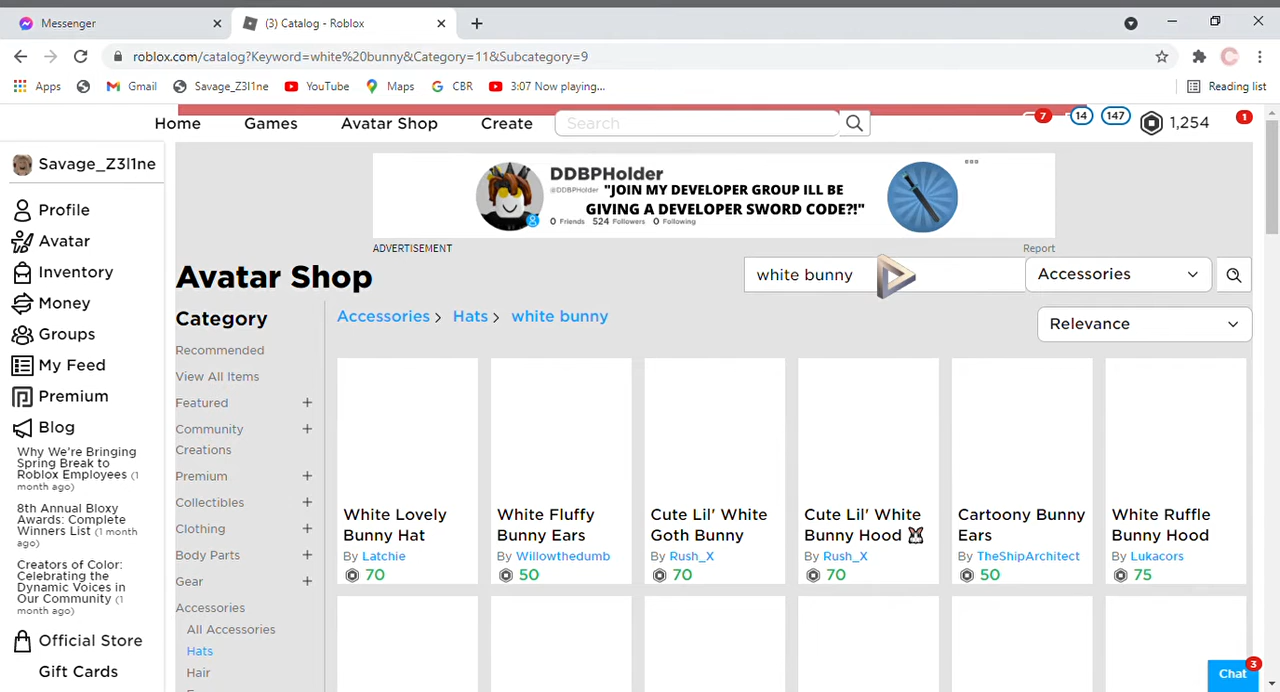 Messenger
(3) Catalog - Roblox
roblox.com/catalog?Keyword=white%20bunny&Category=11&Subcategory=9
Apps Gmail Savage_Z3l1ne YouTube Maps CBR 3:07 Now playing... Reading list
Home Games Avatar Shop Create Search 7 14 147 1,254 1
Savage_Z3l1ne
Profile
Avatar
Inventory
Money
Groups
My Feed
Premium
Blog
Why We're Bringing
Spring Break to
Roblox Employees (1
month ago)
8th Annual Bloxy
Awards: Complete
Winners List (1 month
ago)
Creators of Color:
Celebrating the
Dynamic Voices in
Our Community (1
month ago)
Official Store
Gift Cards
DDBPHolder
@DDBPHolder "JOIN MY DEVELOPER GROUP ILL BE
GIVING A DEVELOPER SWORD CODE?!"
0 Friends 524 Followers 0 Following
ADVERTISEMENT Report
Avatar Shop
white bunny Accessories
Category
Recommended
View All Items
Featured +
Community +
Creations
Premium +
Collectibles +
Clothing +
Body Parts +
Gear +
Accessories
All Accessories
Hats
Hair
Accessories > Hats > white bunny
Relevance
White Lovely
Bunny Hat
By Latchie
70
White Fluffy
Bunny Ears
By Willowthedumb
50
Cute Lil' White
Goth Bunny
By Rush_X
70
Cute Lil' White
Bunny Hood
By Rush_X
70
Cartoony Bunny
Ears
By TheShipArchitect
50
White Ruffle
Bunny Hood
By Lukacors
75
Chat 3